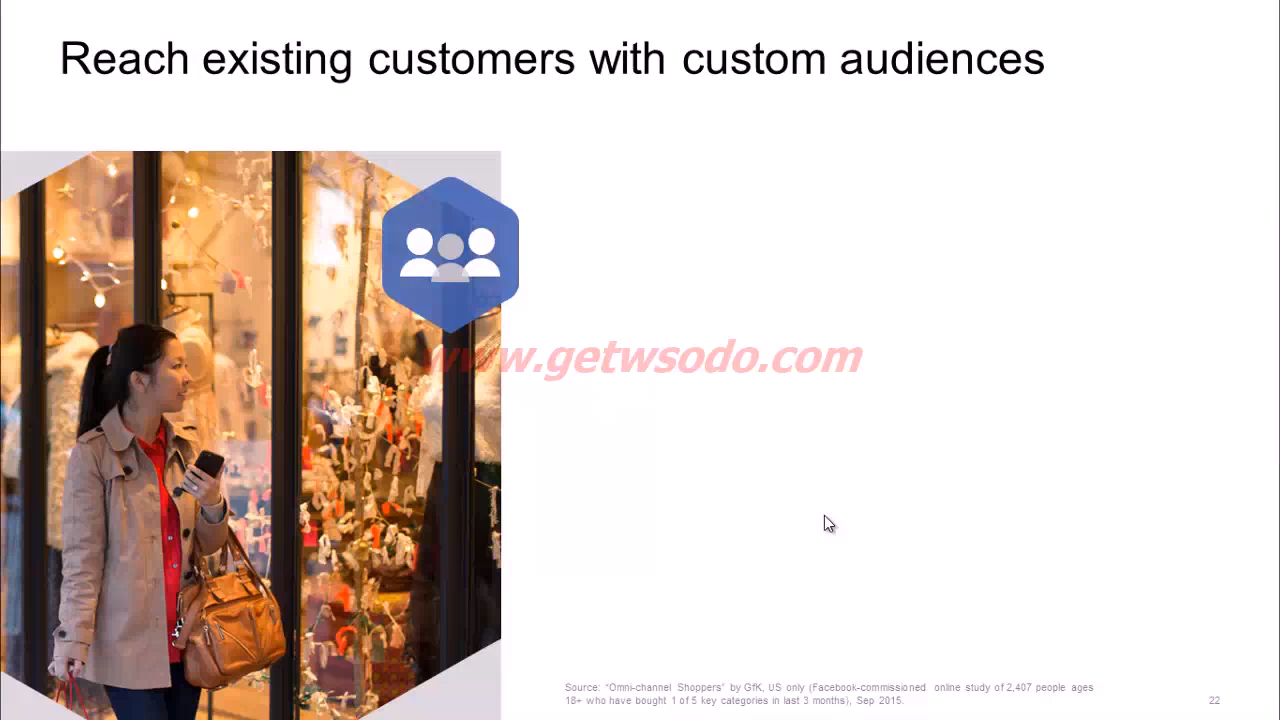 Reach existing customers with custom audiences
www.getwsodo.com
Source: “Omni-channel Shoppers” by GfK, US only (Facebook-commissioned online study of 2,407 people ages
18+ who have bought 1 of 5 key categories in last 3 months), Sep 2015.
22